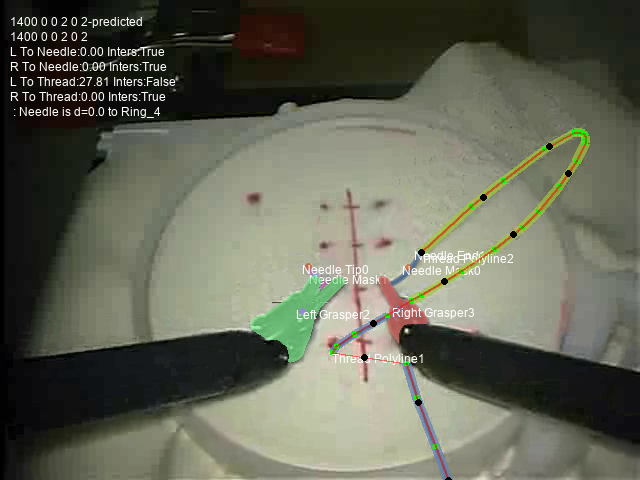 1400 0 0 2 0 2-predicted
1400 0 0 2 0 2
L To Needle:0.00 Inters:True
R To Needle:0.00 Inters:True
L To Thread:27.81 Inters:False
R To Thread:0.00 Inters:True
: Needle is d=0.0 to Ring_4
Needle End1
Thread Polyline2
Needle Tip0
Needle Mask0
Needle Mask
Left Grasper2
Right Grasper3
Thread Polyline1